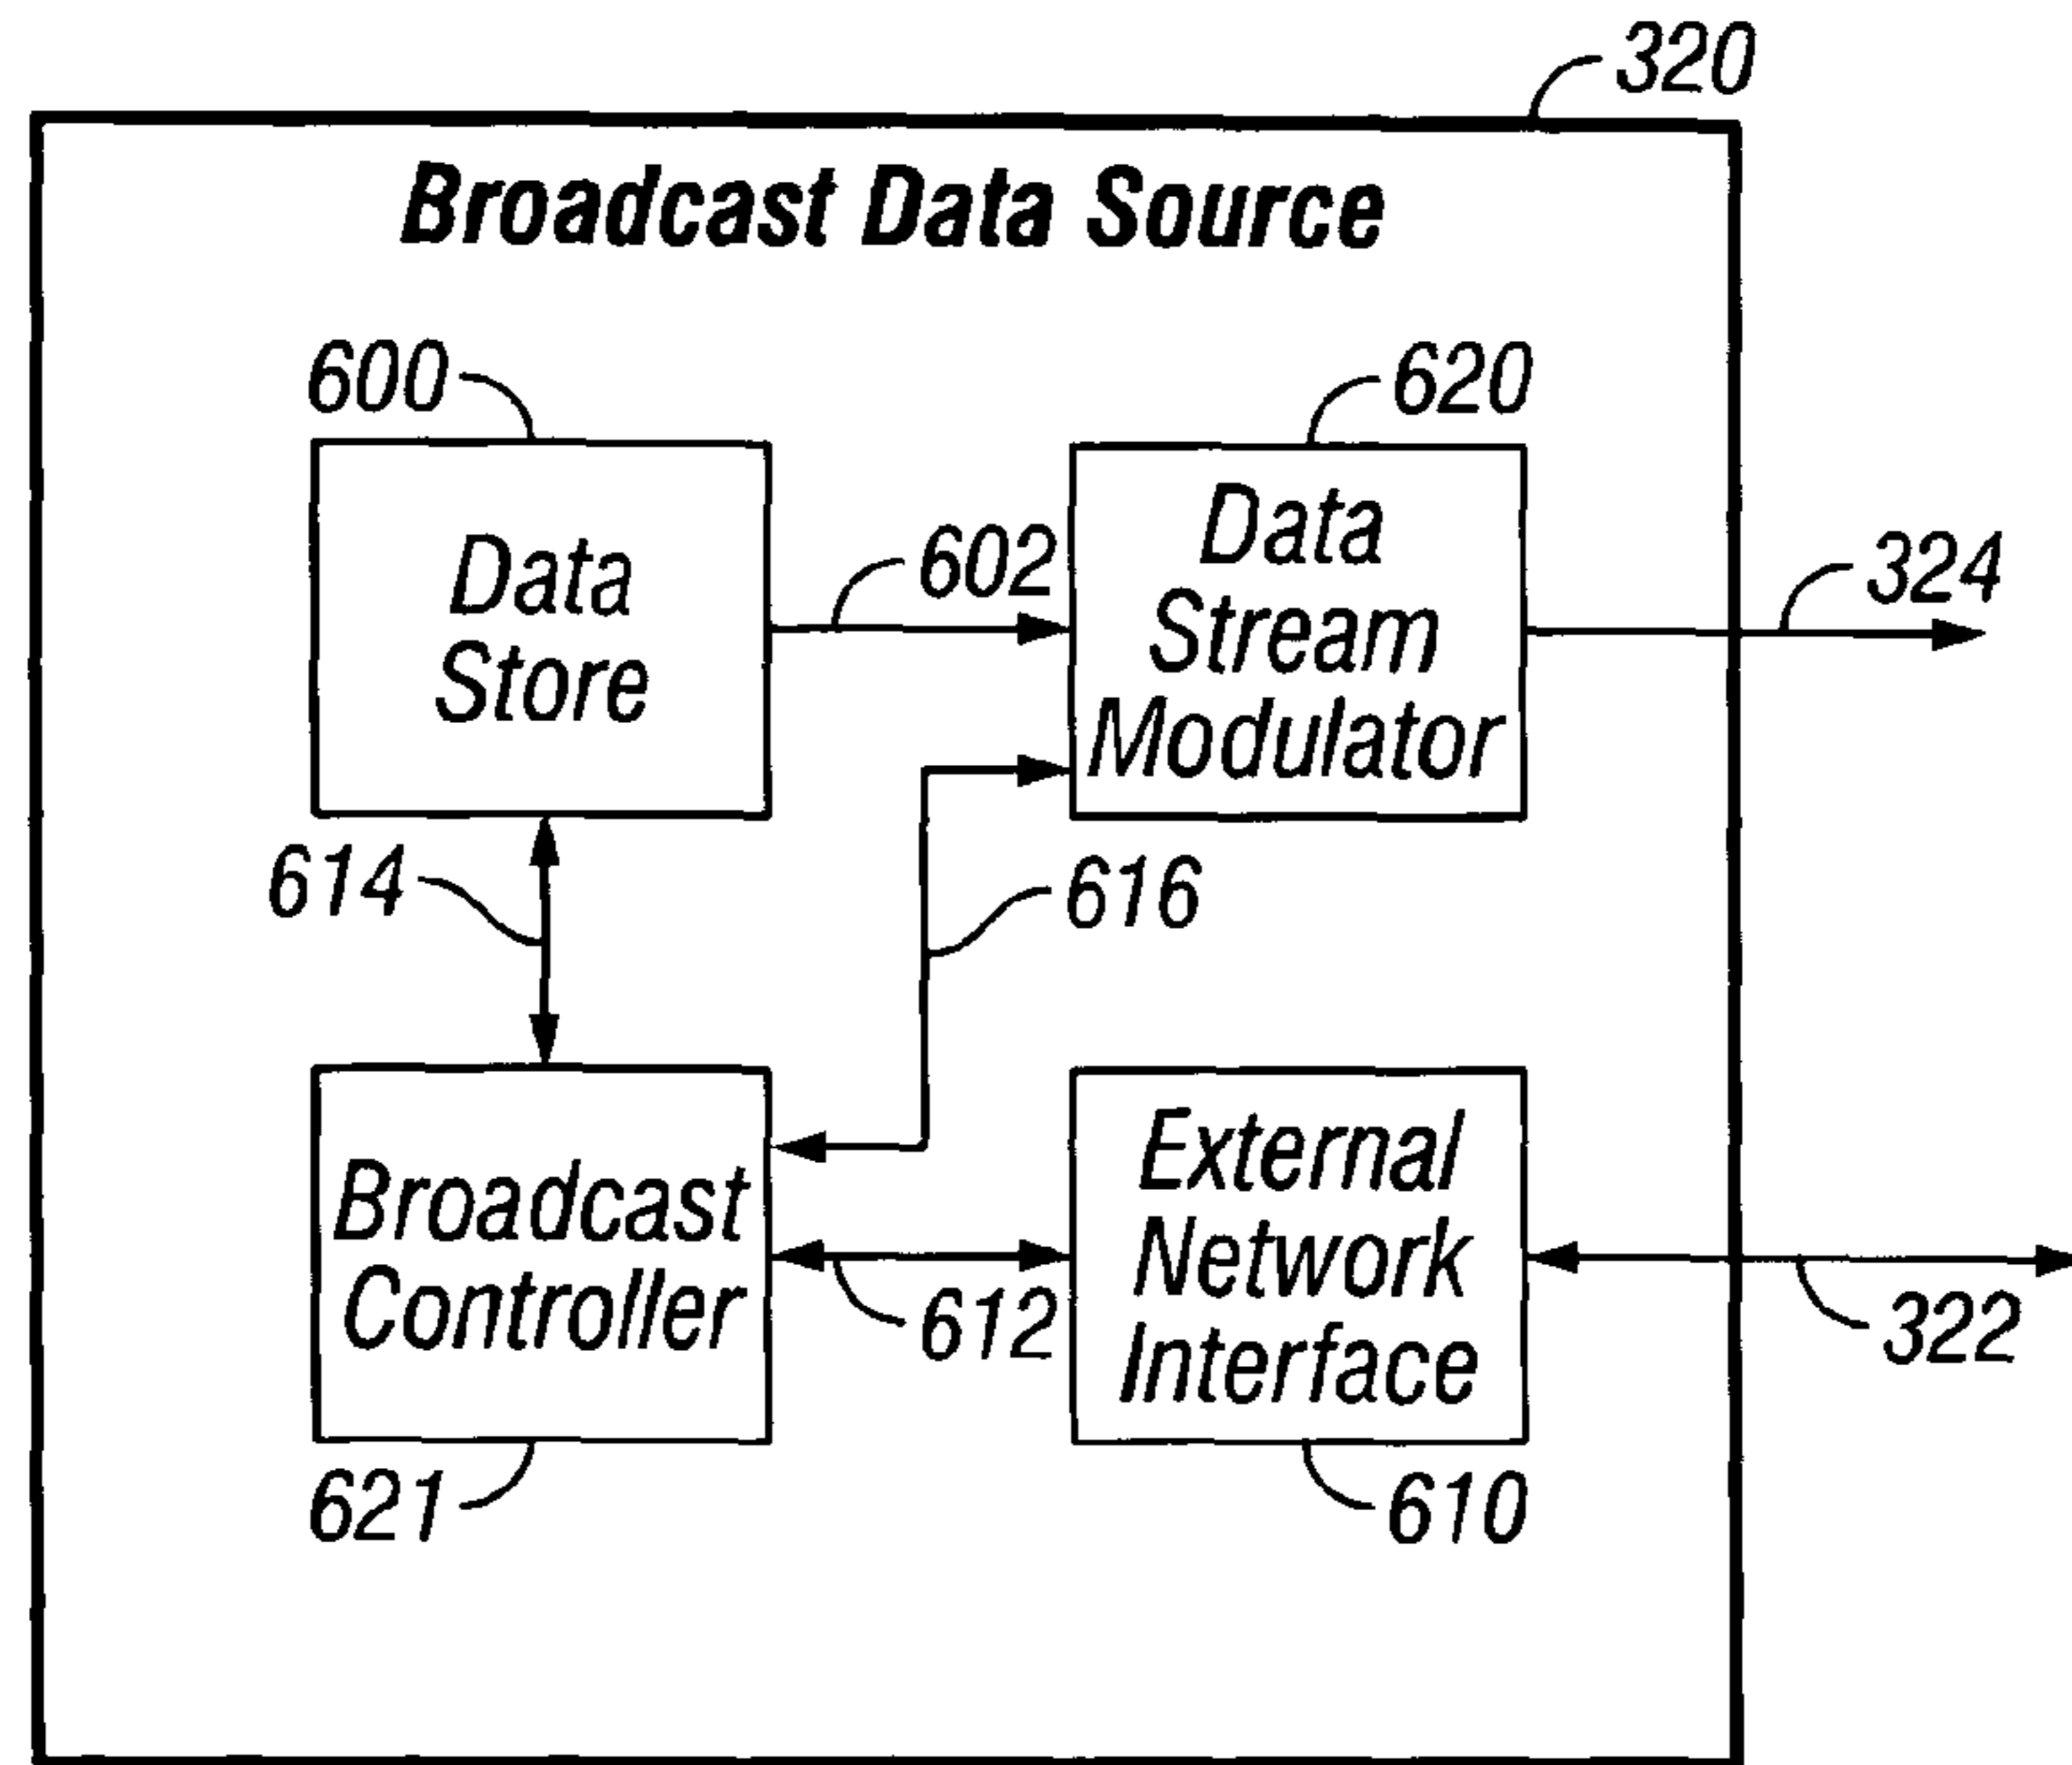 320
Broadcast Data Source
600
620
Data
Store
602
Data
Stream
Modulator
324
614
616
Broadcast
Controller
612
External
Network
Interface
322
621
610